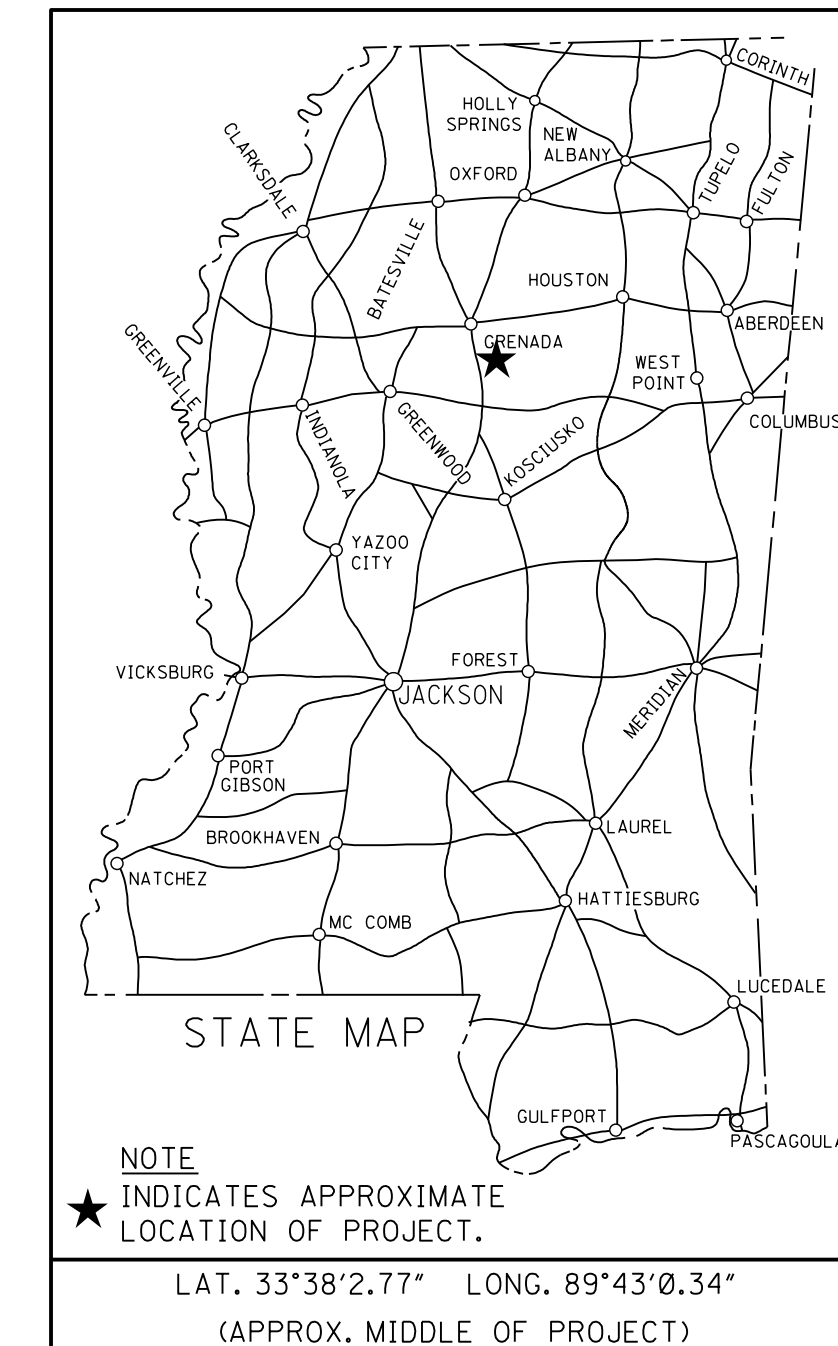 CORINTH
HOLLY
SPRINGS
NEW
ALBANY
CLARKSDALE
OXFORD
TUPELO
FULTON
BATESVILLE
HOUSTON
ABERDEEN
GRENADA
GREENVILLE
WEST
POINT
COLUMBUS
INDIANOLA
GREENWOOD
KOSCIUSKO
YAZOO
CITY
VICKSBURG
FOREST
JACKSON
MERIDIAN
PORT
GIBSON
BROOKHAVEN
LAUREL
NATCHEZ
HATTIESBURG
MC COMB
LUCEDALE
STATE MAP
GULFPORT
PASCAGOULA
NOTE
★ INDICATES APPROXIMATE
LOCATION OF PROJECT.
LAT. 33°38'2.77" LONG. 89°43'0.34"
(APPROX. MIDDLE OF PROJECT)